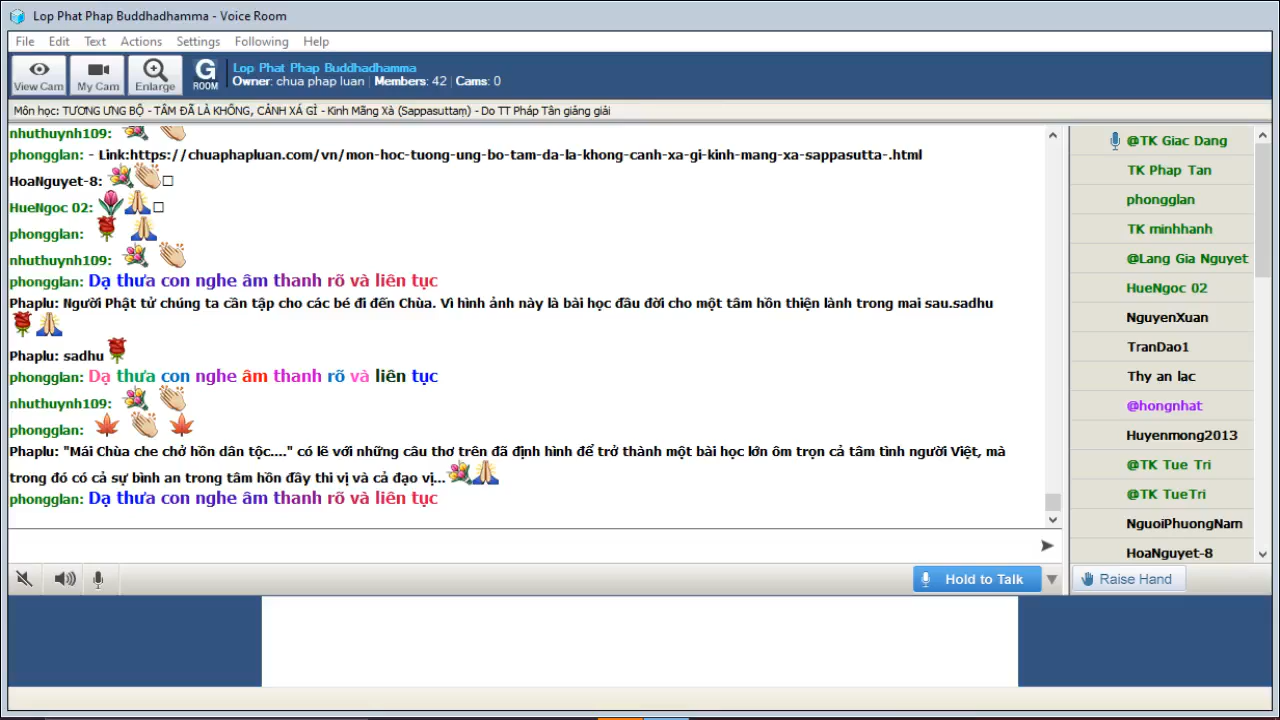 Lop Phat Phap Buddhadhamma - Voice Room
File Edit Text Actions Settings Following Help
View Cam My Cam Enlarge G ROOM
Lop Phat Phap Buddhadhamma
Owner: chua phap luan | Members: 42 | Cams: 0
Môn học: TƯƠNG ƯNG BỘ - TÂM ĐÃ LÀ KHÔNG, CẢNH XÁ GÌ - Kinh Mãng Xà (Sappasuttaṃ) - Do TT Pháp Tân giảng giải
nhuthuynh109:
phongglan: - Link:https://chuaphapluan.com/vn/mon-hoc-tuong-ung-bo-tam-da-la-khong-canh-xa-gi-kinh-mang-xa-sappasutta-.html
HoaNguyet-8:
HueNgoc 02:
phongglan:
nhuthuynh109:
phongglan: Dạ thưa con nghe âm thanh rõ và liên tục
Phaplu: Người Phật tử chúng ta cần tập cho các bé đi đến Chùa. Vì hình ảnh này là bài học đầu đời cho một tâm hồn thiện lành trong mai sau.sadhu
Phaplu: sadhu
phongglan: Dạ thưa con nghe âm thanh rõ và liên tục
nhuthuynh109:
phongglan:
Phaplu: "Mái Chùa che chở hồn dân tộc...." có lẽ với những câu thơ trên đã định hình để trở thành một bài học lớn ôm trọn cả tâm tình người Việt, mà
trong đó có cả sự bình an trong tâm hồn đầy thi vị và cả đạo vị...
phongglan: Dạ thưa con nghe âm thanh rõ và liên tục
@TK Giac Dang
TK Phap Tan
phongglan
TK minhhanh
@Lang Gia Nguyet
HueNgoc 02
NguyenXuan
TranDao1
Thy an lac
@hongnhat
Huyenmong2013
@TK Tue Tri
@TK TueTri
NguoiPhuongNam
HoaNguyet-8
Hold to Talk
Raise Hand